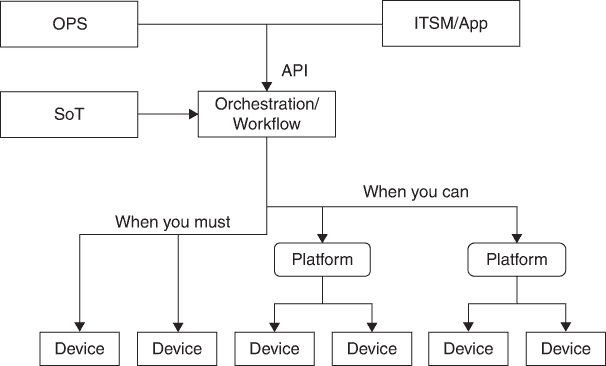 OPS
ITSM/App
API
SoT
Orchestration/
Workflow
When you can
When you must
Platform
Platform
Device
Device
Device
Device
Device
Device